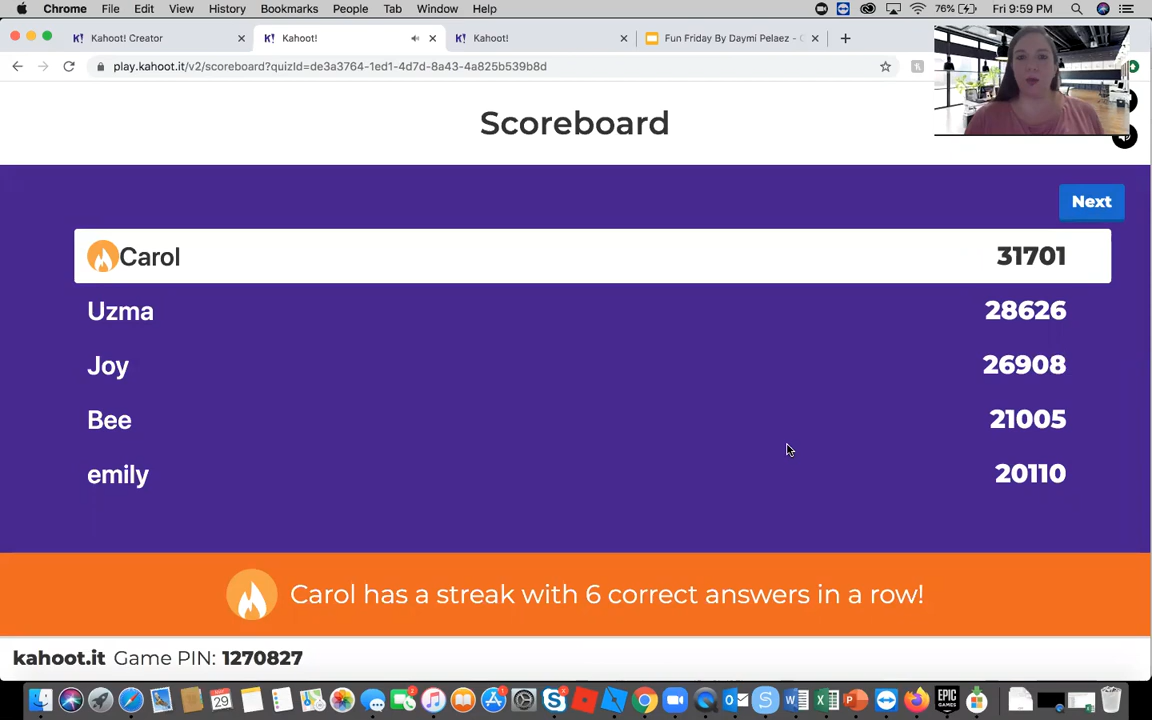 Chrome File Edit View History Bookmarks People Tab Window Help 76% Fri 9:59 PM
Kahoot! Creator Kahoot! Kahoot! Fun Friday By Daymi Pelaez -
play.kahoot.it/v2/scoreboard?quizId=de3a3764-1ed1-4d7d-8a43-4a825b539b8d
Scoreboard
Next
Carol 31701
Uzma 28626
Joy 26908
Bee 21005
emily 20110
Carol has a streak with 6 correct answers in a row!
kahoot.it Game PIN: 1270827